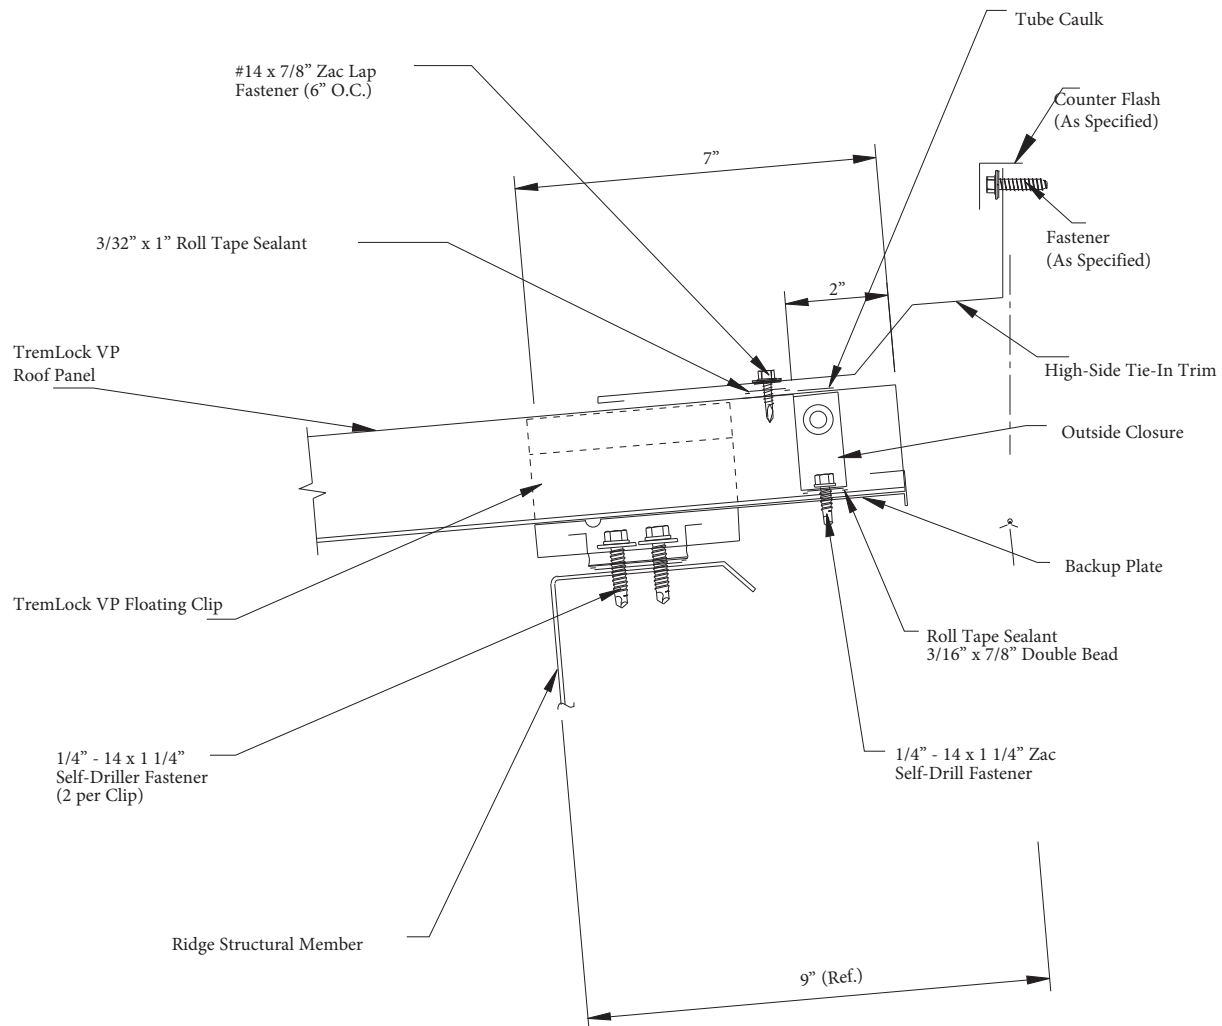 Tube Caulk
#14 x 7/8” Zac Lap
Fastener (6” O.C.)
Counter Flash
(As Specified)
7”
3/32” x 1” Roll Tape Sealant
Fastener
(As Specified)
2”
TremLock VP
Roof Panel
High-Side Tie-In Trim
Outside Closure
Backup Plate
TremLock VP Floating Clip
Roll Tape Sealant
3/16” x 7/8” Double Bead
1/4” - 14 x 1 1/4”
Self-Driller Fastener
(2 per Clip)
1/4” - 14 x 1 1/4” Zac
Self-Drill Fastener
Ridge Structural Member
9” (Ref.)